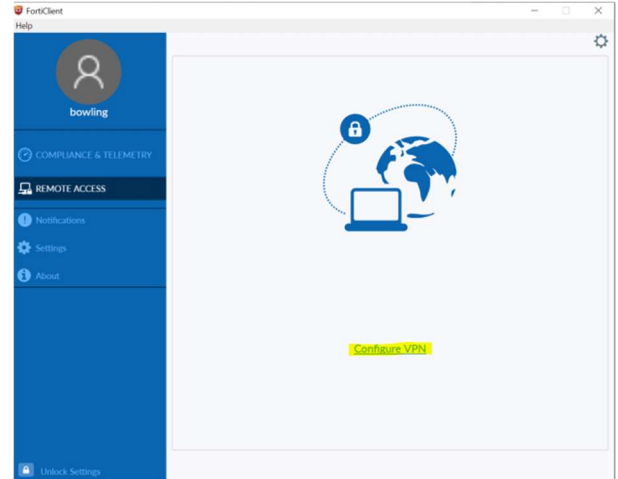 FortiClient
Help
bowling
COMPLIANCE & TELEMETRY
REMOTE ACCESS
Notifications
Settings
About
Configure VPN
Unlock Settings